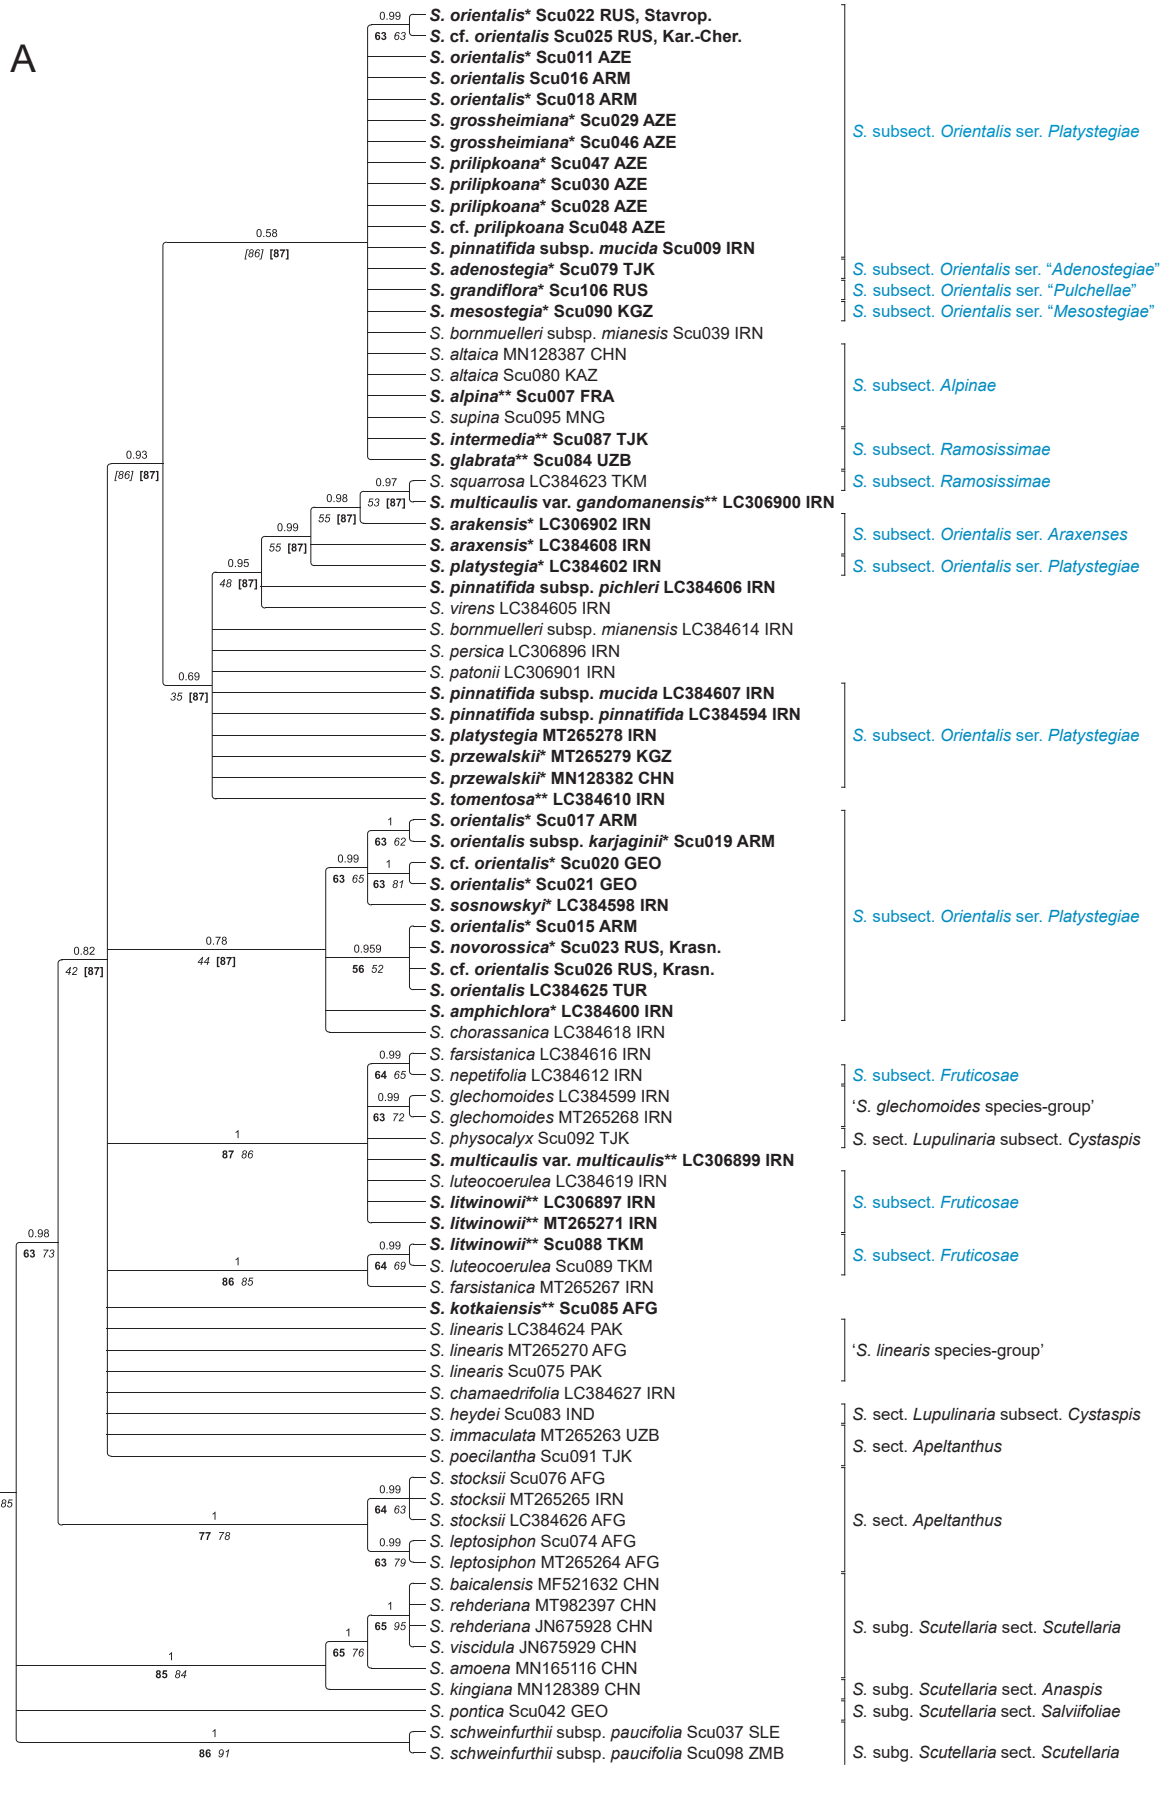 A
0.99
63 63
S. orientalis* Scu022 RUS, Stavrop.
S. cf. orientalis Scu025 RUS, Kar.-Cher.
S. orientalis* Scu011 AZE
S. orientalis Scu016 ARM
S. orientalis* Scu018 ARM
S. grossheimiana* Scu029 AZE
S. grossheimiana* Scu046 AZE
S. prilipkoana* Scu047 AZE
S. prilipkoana* Scu030 AZE
S. prilipkoana* Scu028 AZE
S. cf. prilipkoana Scu048 AZE
S. pinnatifida subsp. mucida Scu009 IRN
S. subsect. Orientalis ser. Platystegiae
0.58
[86] [87]
S. adenostegia* Scu079 TJK
S. subsect. Orientalis ser. “Adenostegiae”
S. grandiflora* Scu106 RUS
S. subsect. Orientalis ser. “Pulchellae”
S. mesostegia* Scu090 KGZ
S. subsect. Orientalis ser. “Mesostegiae”
S. bornmuelleri subsp. mianesis Scu039 IRN
S. altaica MN128387 CHN
S. altaica Scu080 KAZ
S. alpina** Scu007 FRA
S. supina Scu095 MNG
S. subsect. Alpinae
S. intermedia** Scu087 TJK
S. glabrata** Scu084 UZB
S. subsect. Ramosissimae
0.93
[86] [87]
0.97
53 [87]
S. squarrosa LC384623 TKM
S. subsect. Ramosissimae
S. multicaulis var. gandomanensis** LC306900 IRN
0.98
55 [87]
S. arakensis* LC306902 IRN
0.99
55 [87]
S. araxensis* LC384608 IRN
S. subsect. Orientalis ser. Araxenses
0.95
48 [87]
S. platystegia* LC384602 IRN
S. subsect. Orientalis ser. Platystegiae
S. pinnatifida subsp. pichleri LC384606 IRN
S. virens LC384605 IRN
S. bornmuelleri subsp. mianensis LC384614 IRN
S. persica LC306896 IRN
S. patonii LC306901 IRN
0.69
35 [87]
S. pinnatifida subsp. mucida LC384607 IRN
S. pinnatifida subsp. pinnatifida LC384594 IRN
S. platystegia MT265278 IRN
S. przewalskii* MT265279 KGZ
S. przewalskii* MN128382 CHN
S. subsect. Orientalis ser. Platystegiae
S. tomentosa** LC384610 IRN
1
63 62
S. orientalis* Scu017 ARM
S. orientalis subsp. karjaginii* Scu019 ARM
0.99
63 65
1
63 81
S. cf. orientalis* Scu020 GEO
S. orientalis* Scu021 GEO
S. sosnowskyi* LC384598 IRN
S. subsect. Orientalis ser. Platystegiae
0.78
44 [87]
0.959
56 52
S. orientalis* Scu015 ARM
S. novorossica* Scu023 RUS, Krasn.
S. cf. orientalis Scu026 RUS, Krasn.
S. orientalis LC384625 TUR
S. amphichlora* LC384600 IRN
S. chorassanica LC384618 IRN
0.82
42 [87]
0.99
64 65
S. farsistanica LC384616 IRN
S. nepetifolia LC384612 IRN
S. subsect. Fruticosae
0.99
63 72
S. glechomoides LC384599 IRN
S. glechomoides MT265268 IRN
‘S. glechomoides species-group’
1
87 86
S. physocalyx Scu092 TJK
S. sect. Lupulinaria subsect. Cystaspis
S. multicaulis var. multicaulis** LC306899 IRN
S. luteocoerulea LC384619 IRN
S. litwinowii** LC306897 IRN
S. litwinowii** MT265271 IRN
S. subsect. Fruticosae
0.98
63 73
1
86 85
0.99
64 69
S. litwinowii** Scu088 TKM
S. luteocoerulea Scu089 TKM
S. subsect. Fruticosae
S. farsistanica MT265267 IRN
S. kotkaiensis** Scu085 AFG
S. linearis LC384624 PAK
S. linearis MT265270 AFG
S. linearis Scu075 PAK
‘S. linearis species-group’
S. chamaedrifolia LC384627 IRN
S. heydei Scu083 IND
S. sect. Lupulinaria subsect. Cystaspis
S. immaculata MT265263 UZB
S. poecilantha Scu091 TJK
S. sect. Apeltanthus
85
1
77 78
0.99
64 63
S. stocksii Scu076 AFG
S. stocksii MT265265 IRN
S. stocksii LC384626 AFG
0.99
63 79
S. leptosiphon Scu074 AFG
S. leptosiphon MT265264 AFG
S. sect. Apeltanthus
1
85 84
1
65 76
1
65 95
S. baicalensis MF521632 CHN
S. rehderiana MT982397 CHN
S. rehderiana JN675928 CHN
S. viscidula JN675929 CHN
S. amoena MN165116 CHN
S. subg. Scutellaria sect. Scutellaria
S. kingiana MN128389 CHN
S. subg. Scutellaria sect. Anaspis
S. pontica Scu042 GEO
S. subg. Scutellaria sect. Salviifoliae
1
86 91
S. schweinfurthii subsp. paucifolia Scu037 SLE
S. schweinfurthii subsp. paucifolia Scu098 ZMB
S. subg. Scutellaria sect. Scutellaria